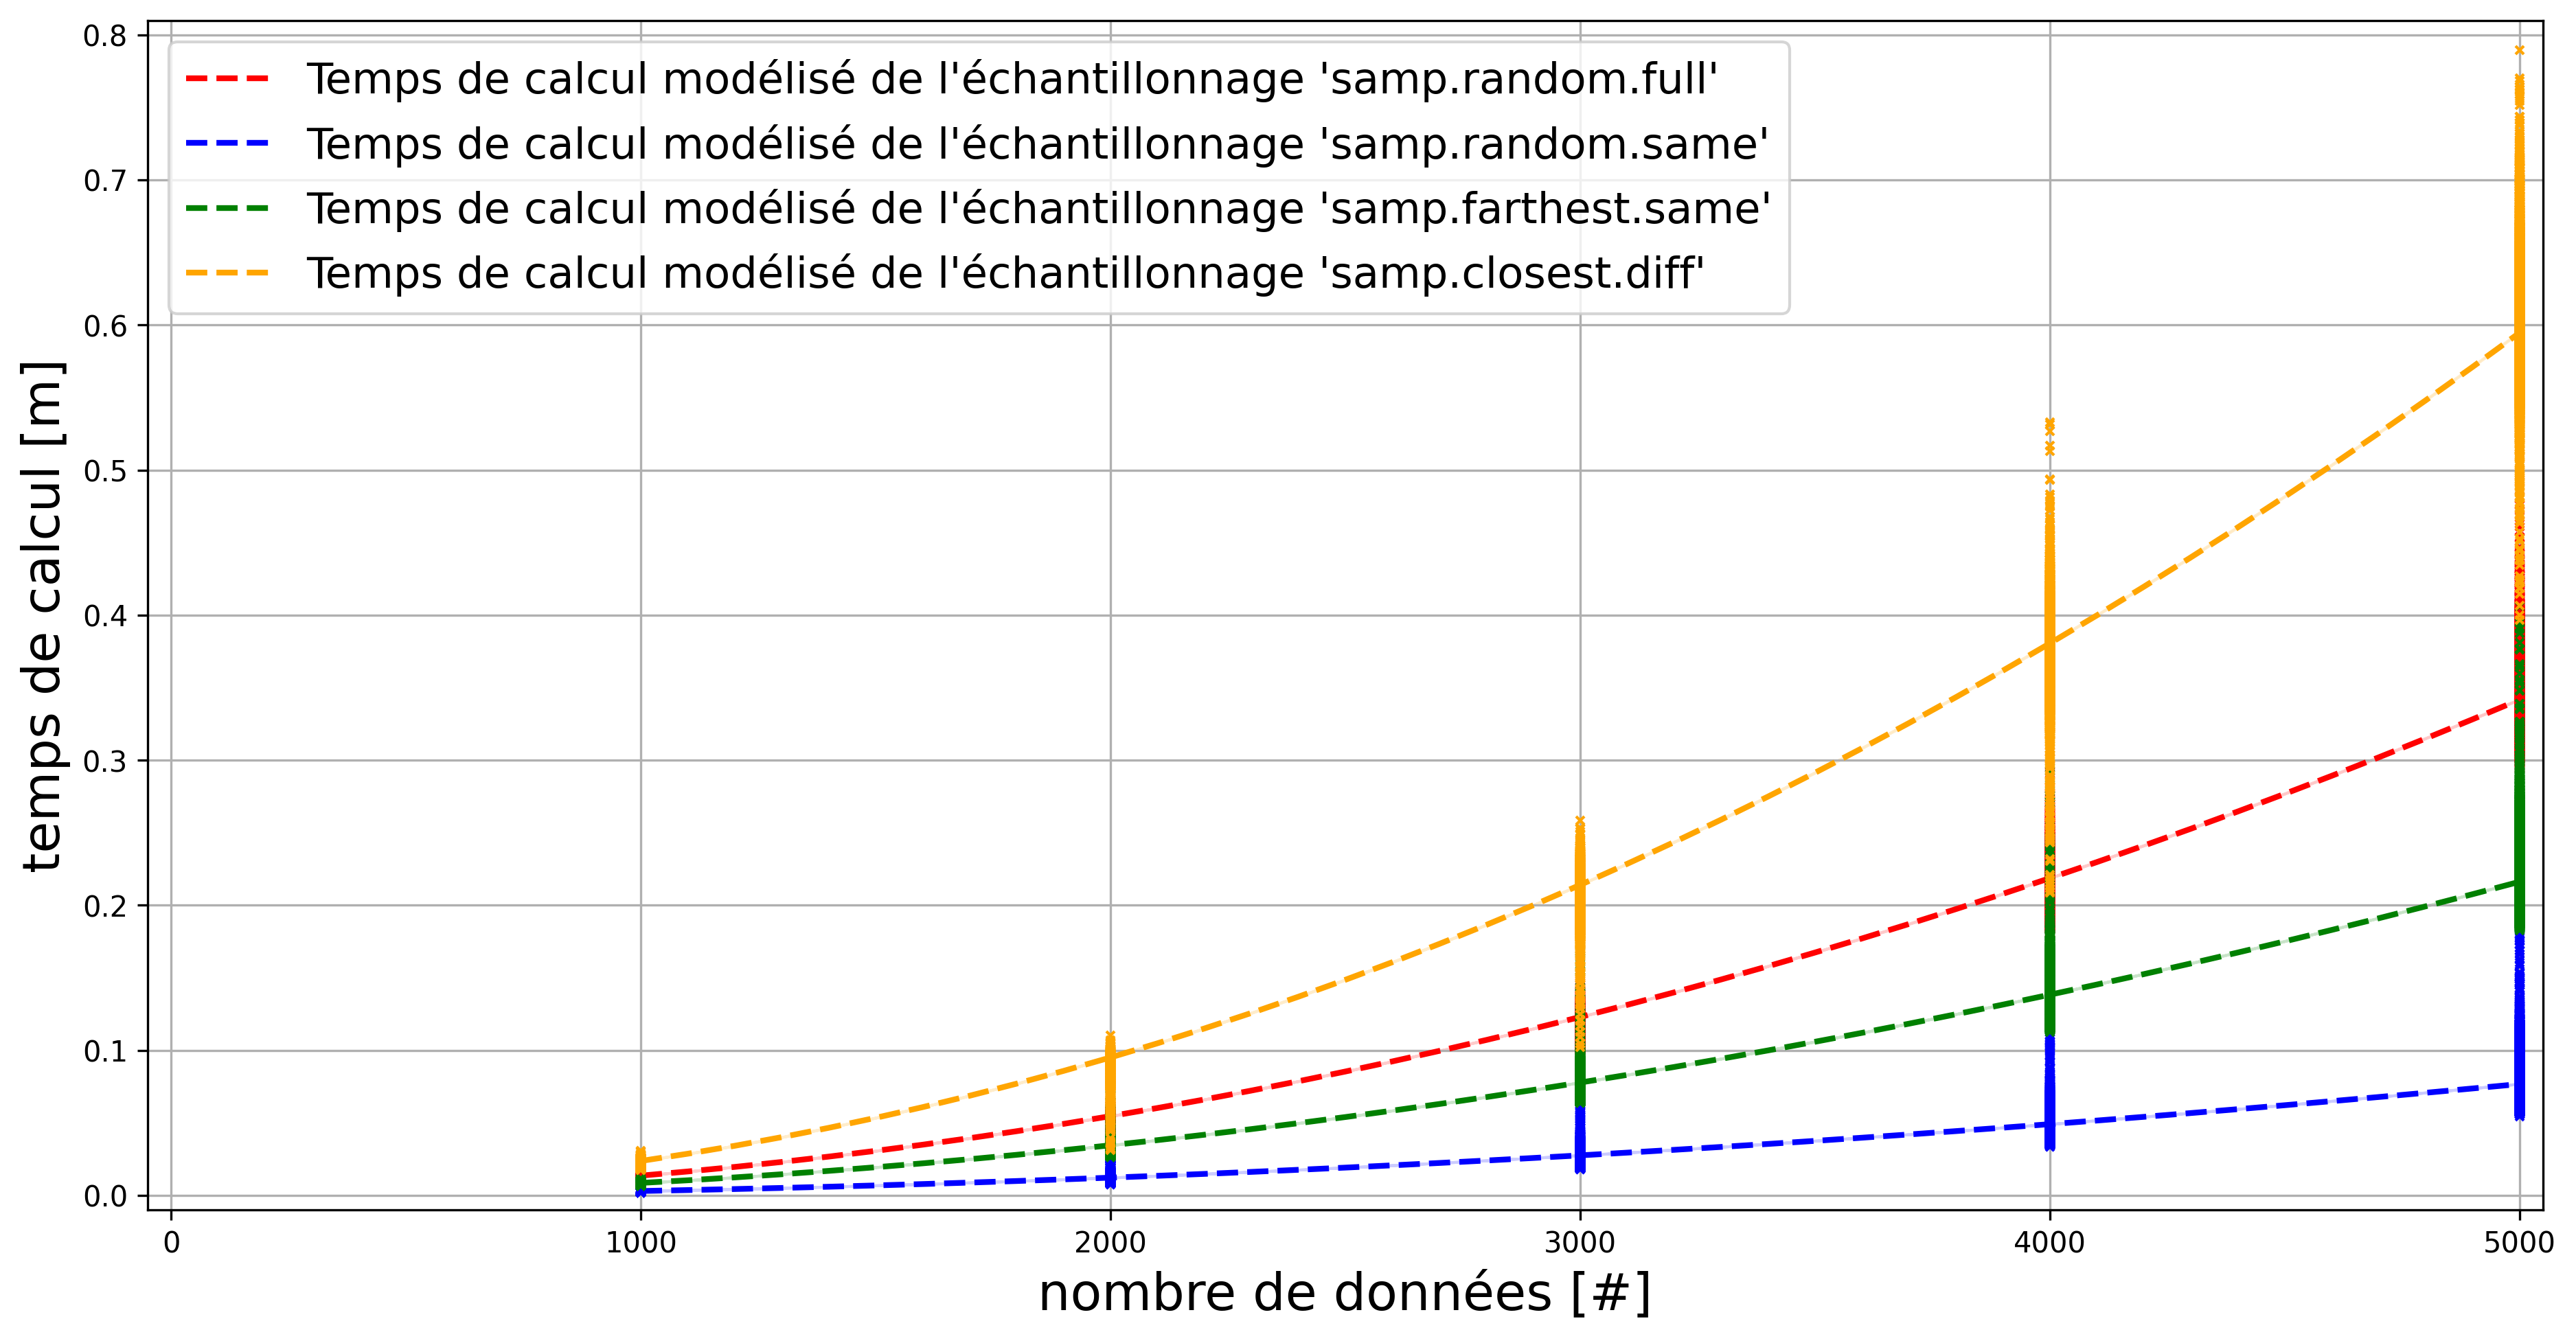 Temps de calcul modélisé de l'échantillonnage 'samp.random.full'
Temps de calcul modélisé de l'échantillonnage 'samp.random.same'
Temps de calcul modélisé de l'échantillonnage 'samp.farthest.same'
Temps de calcul modélisé de l'échantillonnage 'samp.closest.diff'
temps de calcul [m]
0.8
0.7
0.6
0.5
0.4
0.3
0.2
0.1
0.0
0 1000 2000 3000 4000 5000
nombre de données [#]